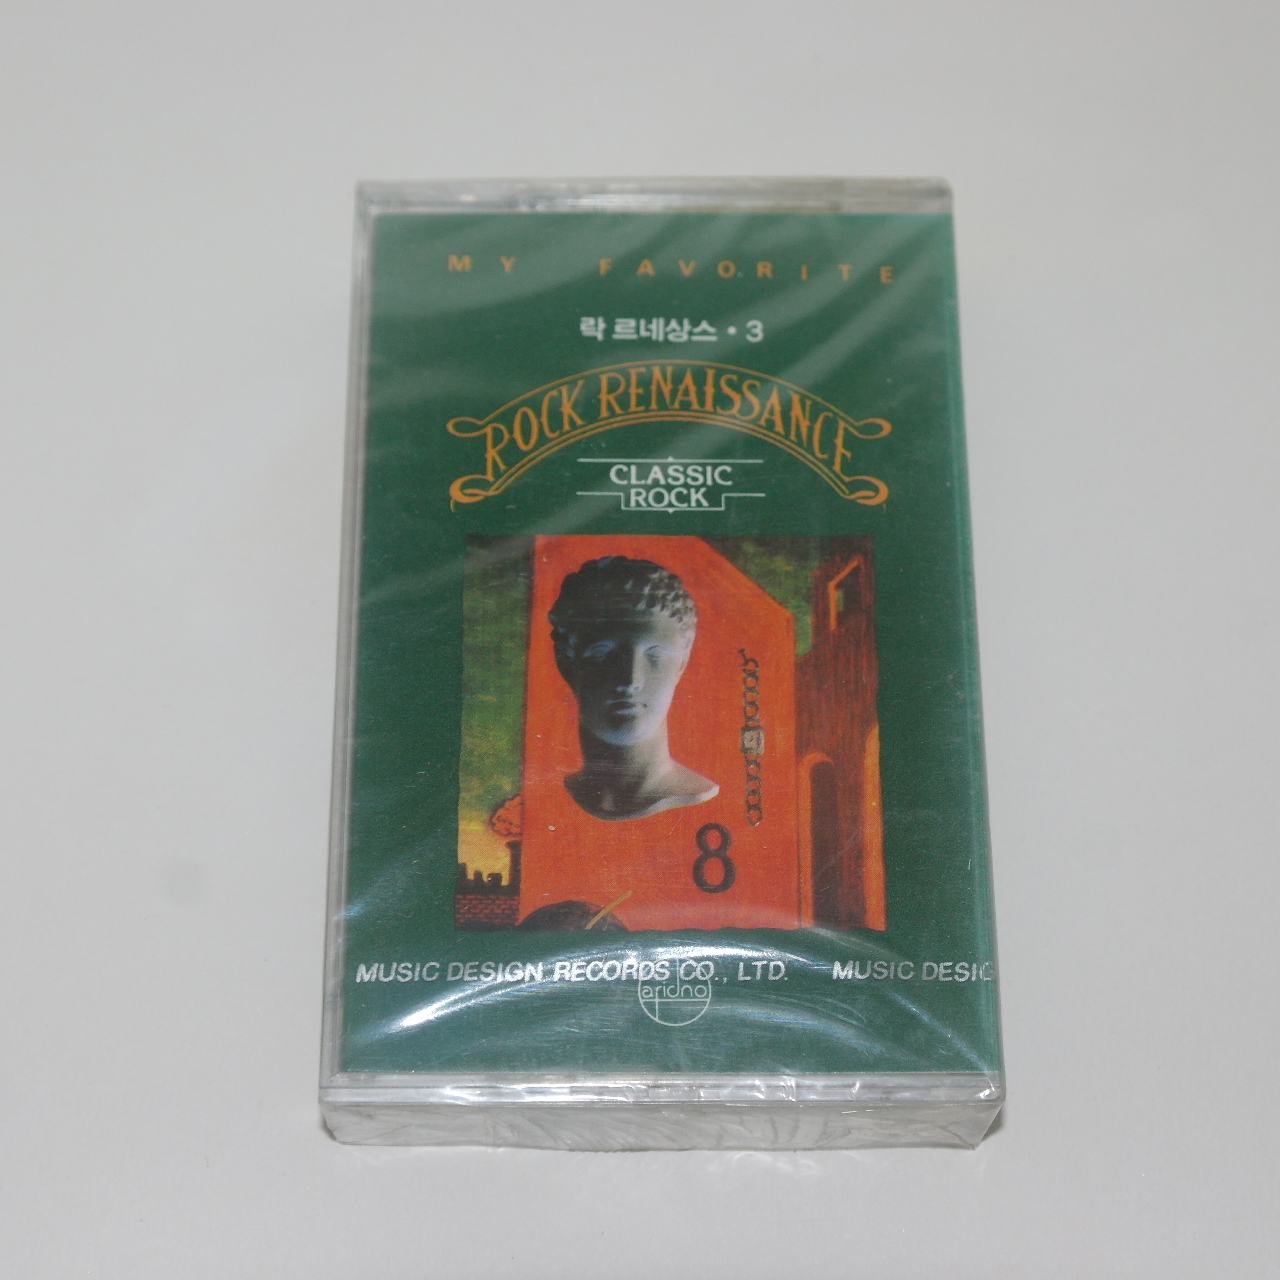 MY FAVORITE
락 르네상스 • 3
ROCK RENAISSANCE
CLASSIC
ROCK
8
MUSIC DESIGN RECORDS CO., LTD. MUSIC DESIG